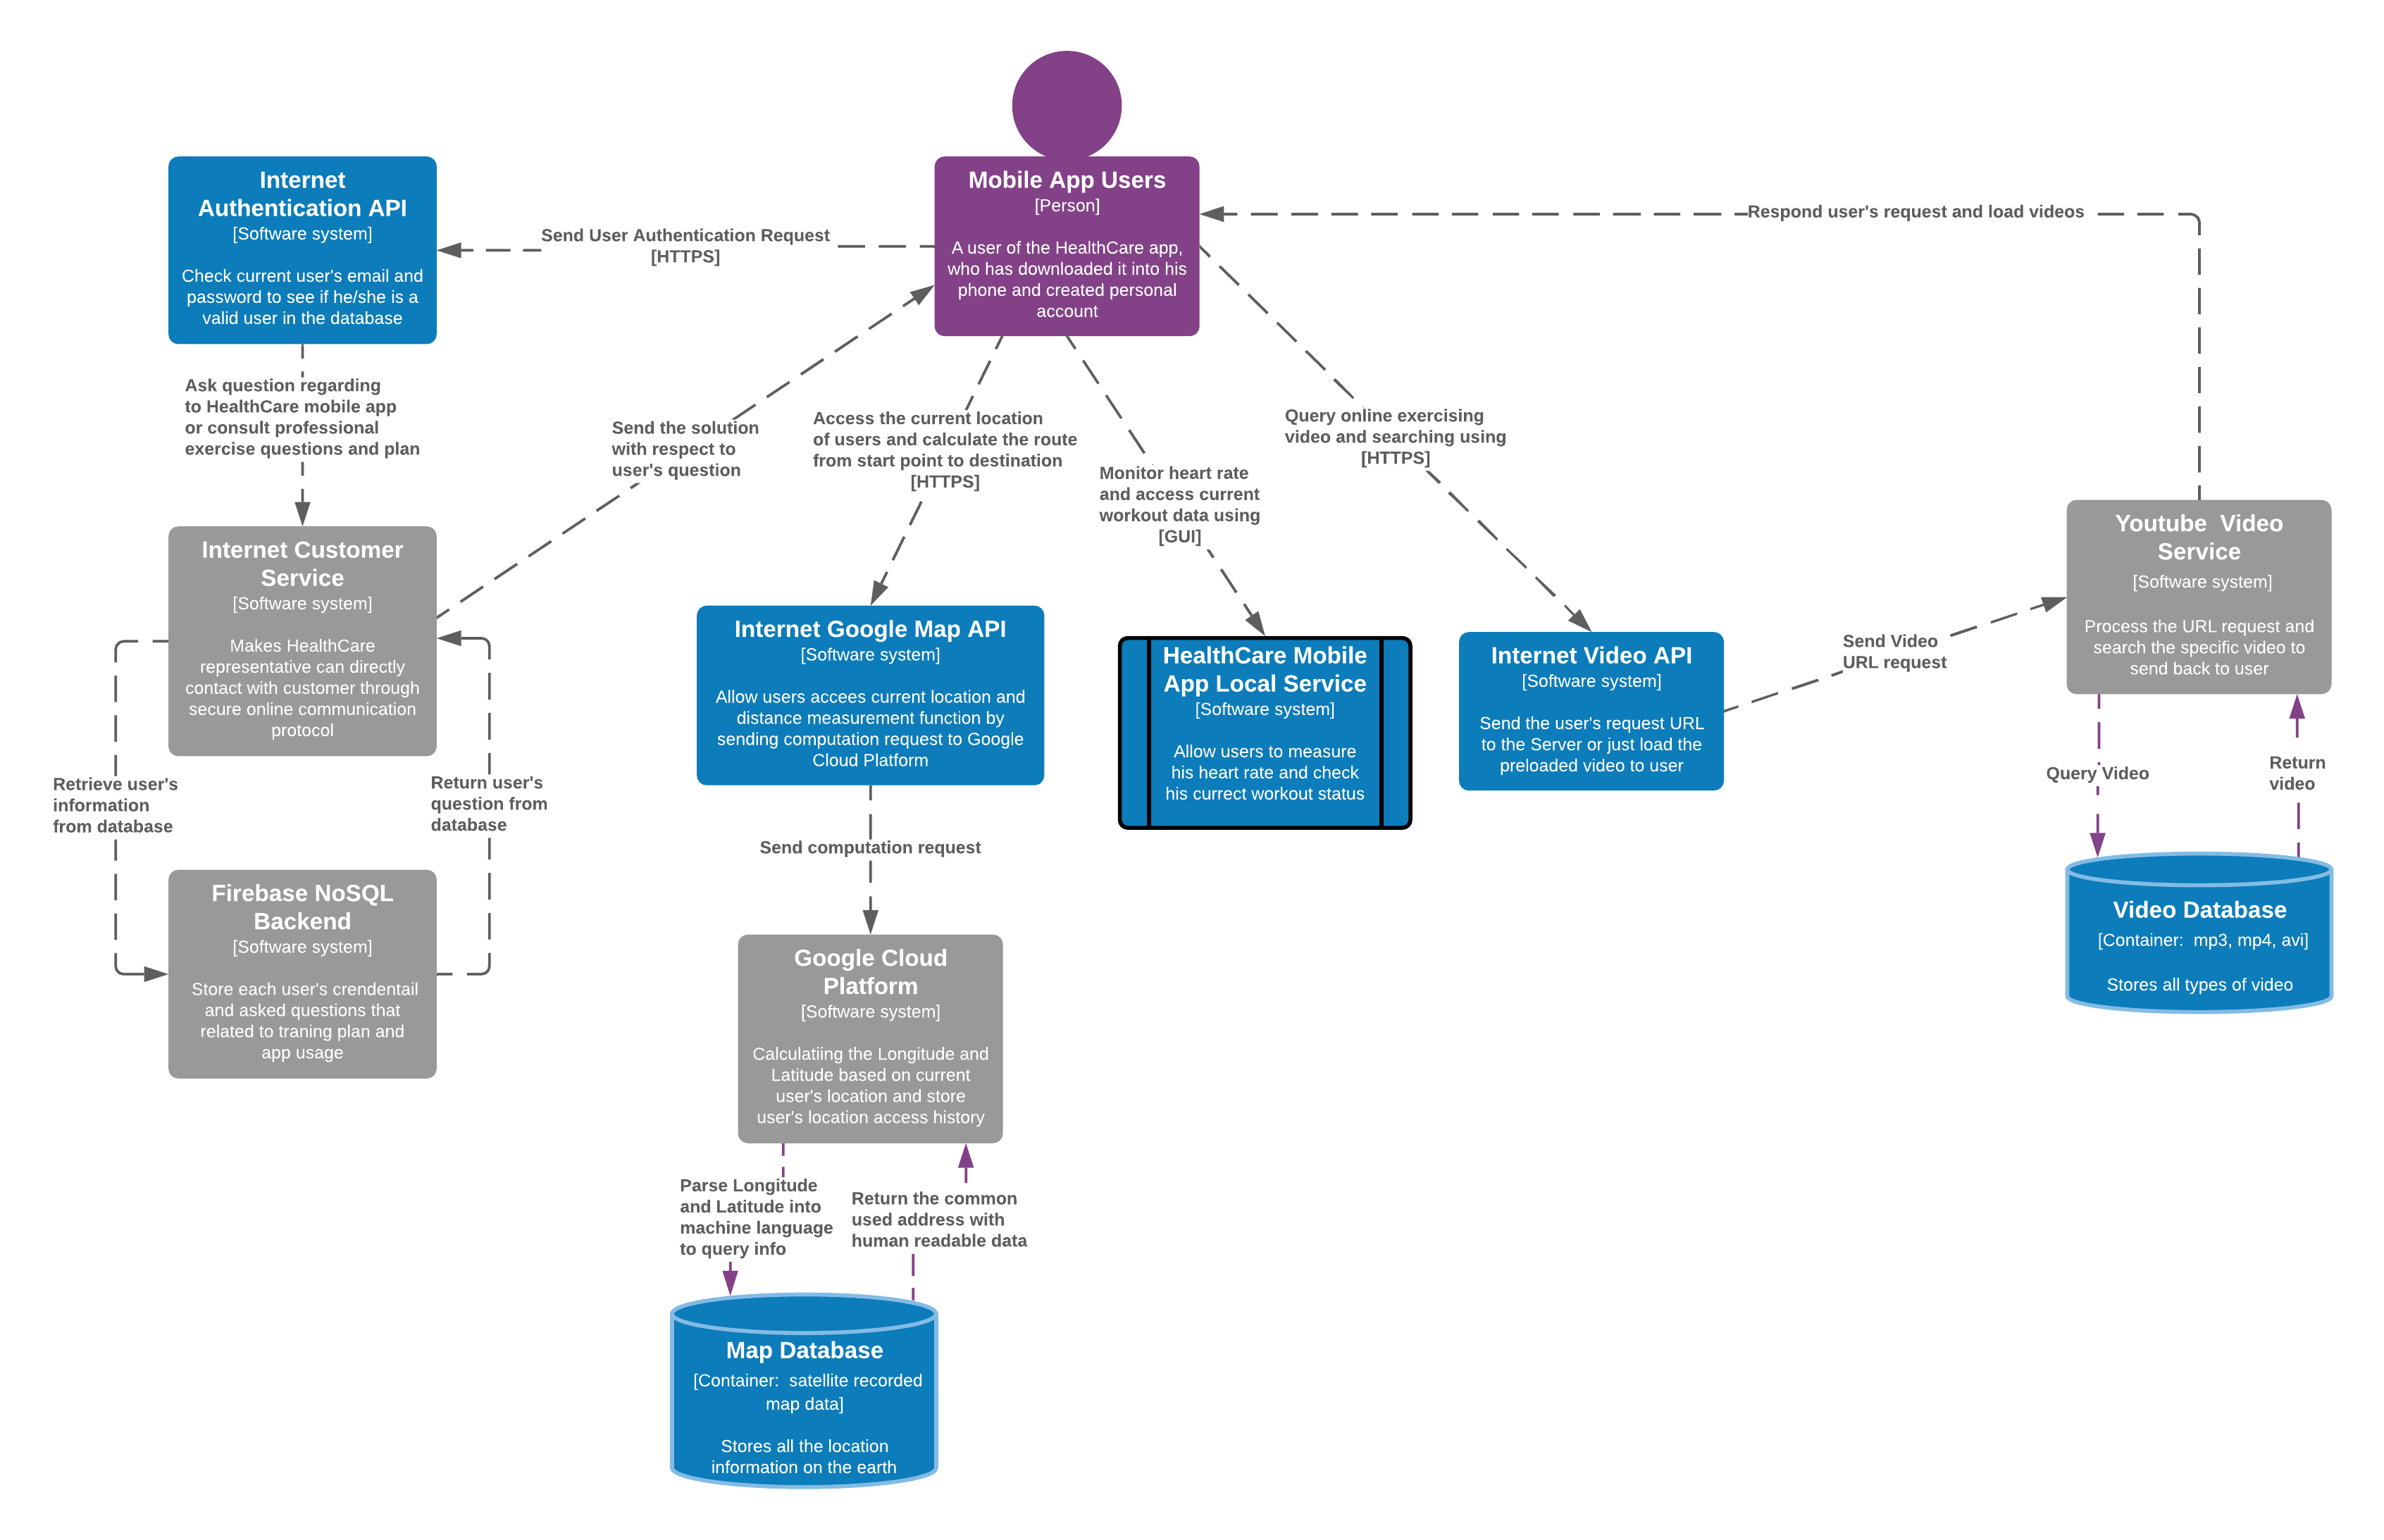 Mobile App Users
[Person]
A user of the HealthCare app,
who has downloaded it into his
phone and created personal
account
Internet
Authentication API
[Software system]
Check current user's email and
password to see if he/she is a
valid user in the database
Send User Authentication Request
[HTTPS]
Respond user's request and load videos
Ask question regarding
to HealthCare mobile app
or consult professional
exercise questions and plan
Send the solution
with respect to
user's question
Access the current location
of users and calculate the route
from start point to destination
[HTTPS]
Monitor heart rate
and access current
workout data using
[GUI]
Query online exercising
video and searching using
[HTTPS]
Internet Customer
Service
[Software system]
Makes HealthCare
representative can directly
contact with customer through
secure online communication
protocol
Internet Google Map API
[Software system]
Allow users accees current location and
distance measurement function by
sending computation request to Google
Cloud Platform
HealthCare Mobile
App Local Service
[Software system]
Allow users to measure
his heart rate and check
his currect workout status
Internet Video API
[Software system]
Send the user's request URL
to the Server or just load the
preloaded video to user
Send Video
URL request
Youtube  Video
Service
[Software system]
Process the URL request and
search the specific video to
send back to user
Retrieve user's
information
from database
Return user's
question from
database
Send computation request
Query Video
Return
video
Firebase NoSQL
Backend
[Software system]
Store each user's crendentail
and asked questions that
related to traning plan and
app usage
Google Cloud
Platform
[Software system]
Calculatiing the Longitude and
Latitude based on current
user's location and store
user's location access history
Video Database
[Container:  mp3, mp4, avi]
Stores all types of video
Parse Longitude
and Latitude into
machine language
to query info
Return the common
used address with
human readable data
Map Database
[Container:  satellite recorded
map data]
Stores all the location
information on the earth